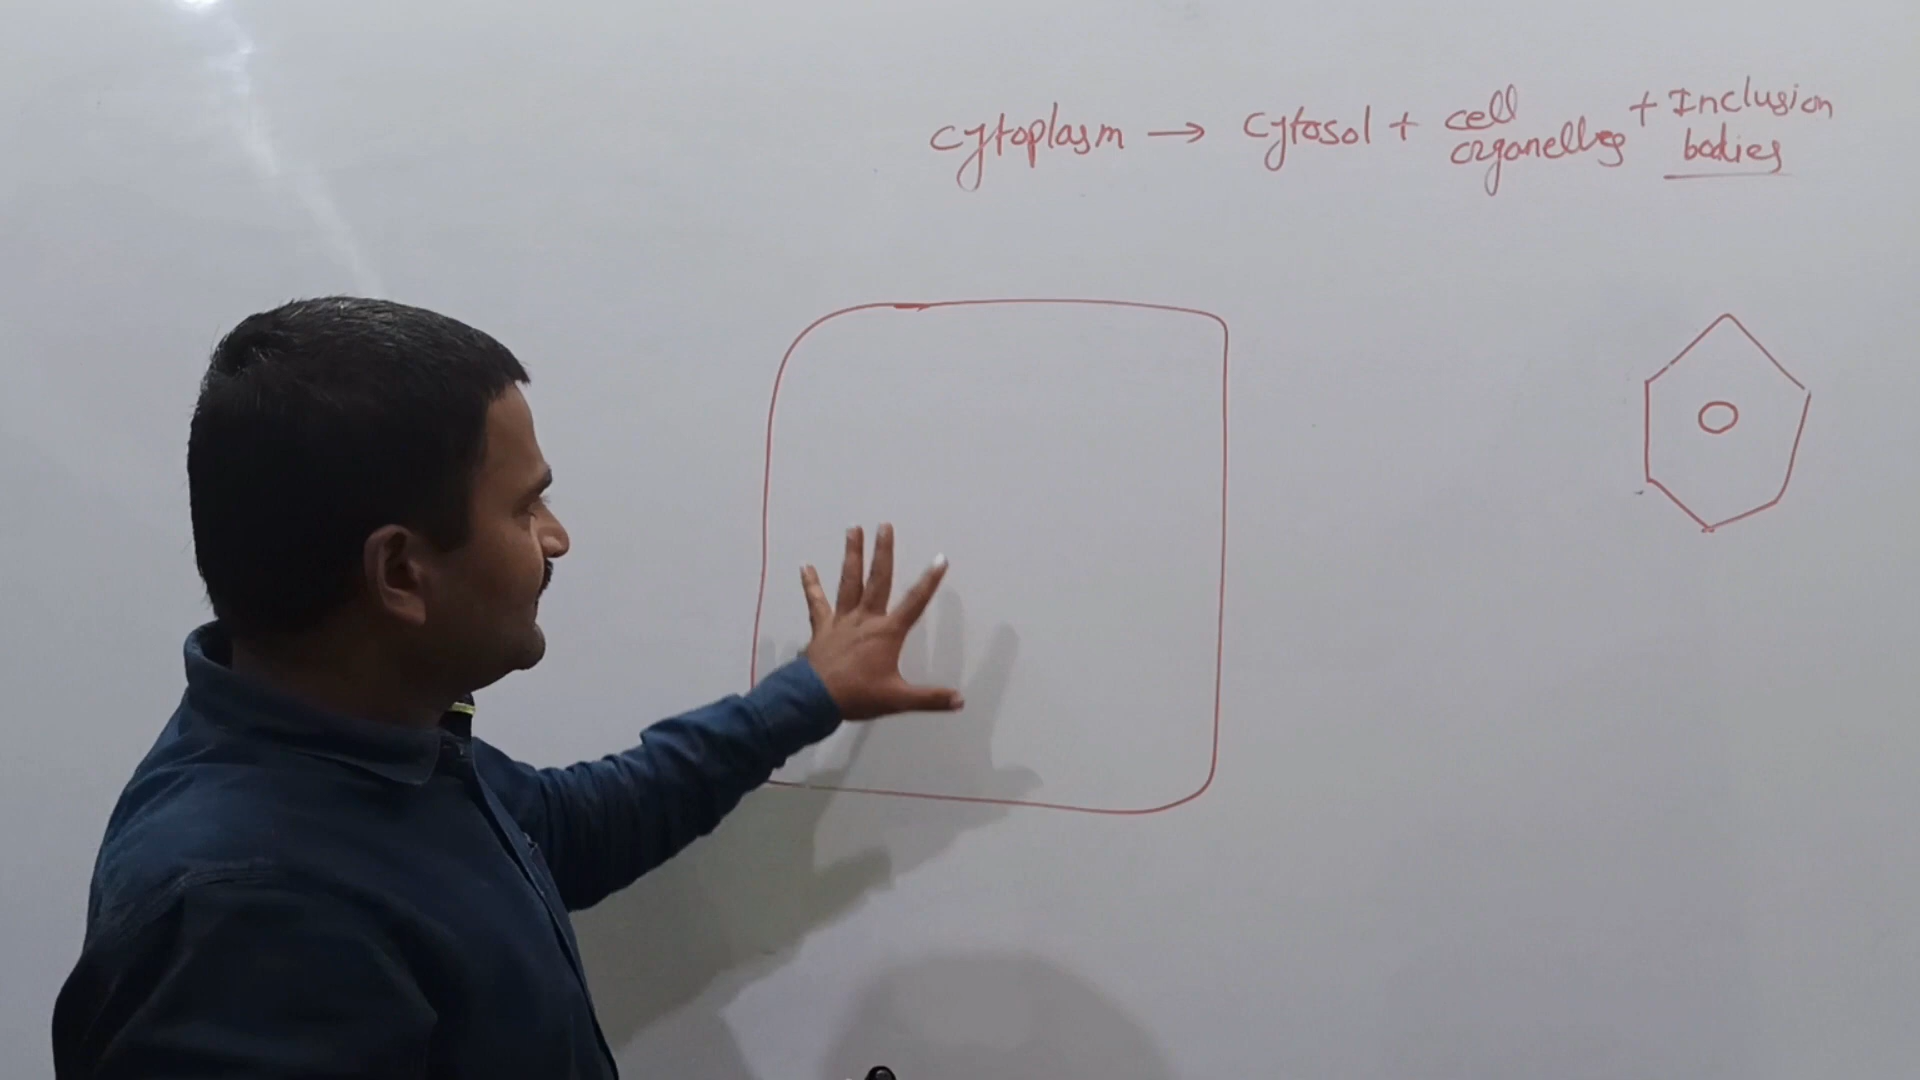 cytoplasm → cytosol + cell organelles + Inclusion bodies